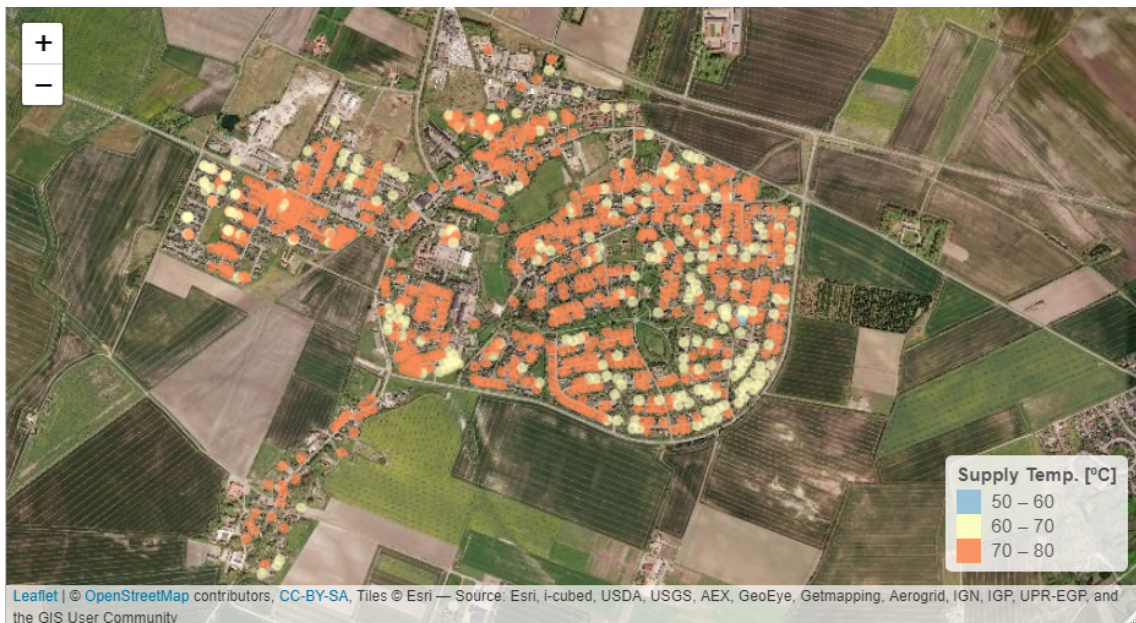 +
−
Supply Temp. [ºC]
50 – 60
60 – 70
70 – 80
Leaflet | © OpenStreetMap contributors, CC-BY-SA, Tiles © Esri — Source: Esri, i-cubed, USDA, USGS, AEX, GeoEye, Getmapping, Aerogrid, IGN, IGP, UPR-EGP, and
the GIS User Community